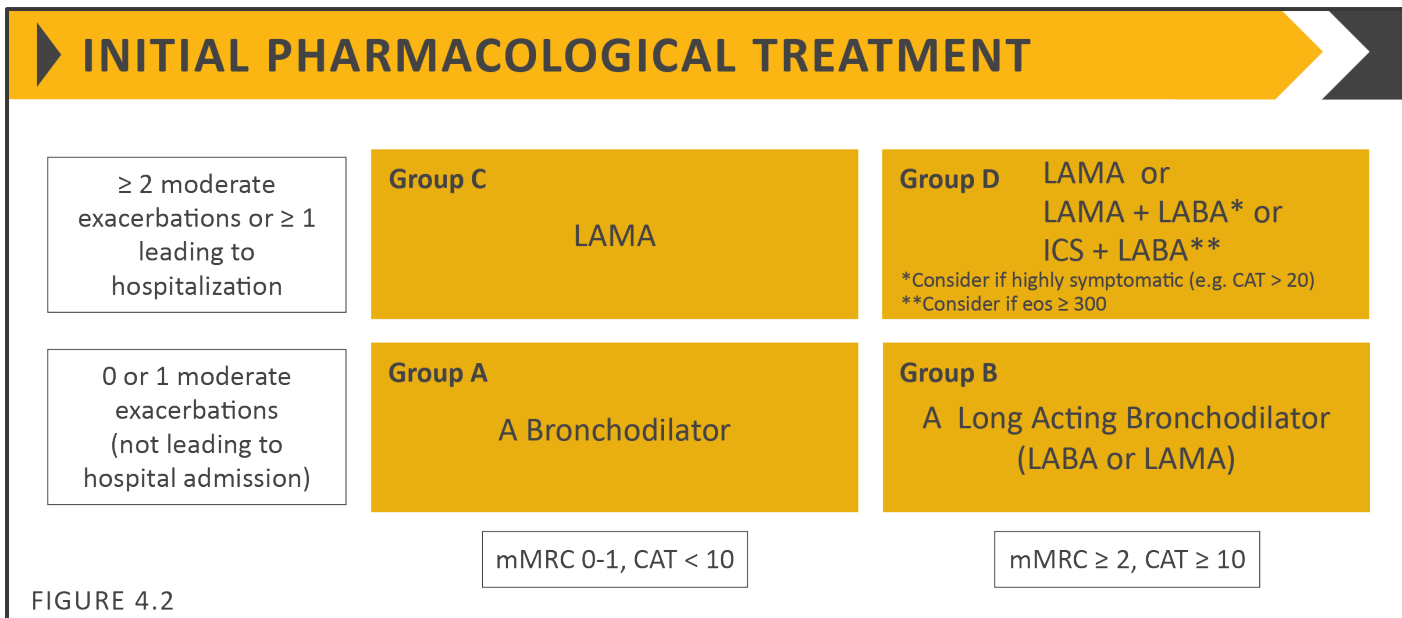 INITIAL PHARMACOLOGICAL TREATMENT
≥ 2 moderate
exacerbations or ≥ 1
leading to
hospitalization
Group C
LAMA
Group D
LAMA or
LAMA + LABA* or
ICS + LABA**
*Consider if highly symptomatic (e.g. CAT > 20)
**Consider if eos ≥ 300
0 or 1 moderate
exacerbations
(not leading to
hospital admission)
Group A
A Bronchodilator
Group B
A Long Acting Bronchodilator
(LABA or LAMA)
mMRC 0-1, CAT < 10
mMRC ≥ 2, CAT ≥ 10
FIGURE 4.2